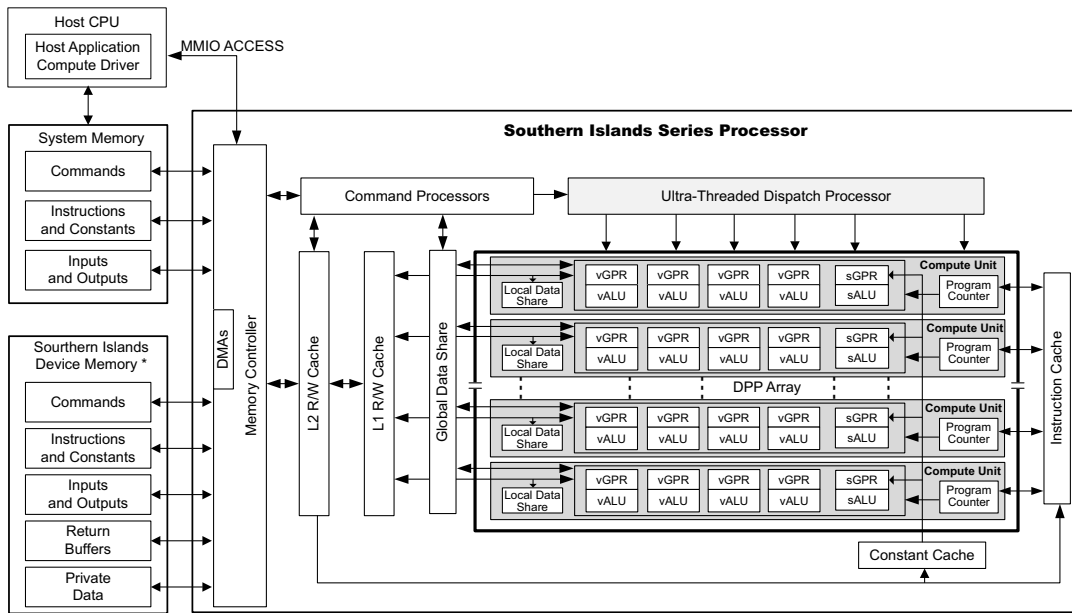 Host CPU
Host Application
Compute Driver
MMIO ACCESS
System Memory
Commands
Instructions
and Constants
Inputs
and Outputs
Sourthern Islands
Device Memory *
Commands
Instructions
and Constants
Inputs
and Outputs
Return
Buffers
Private
Data
Southern Islands Series Processor
DMAs
Memory Controller
Command Processors
Ultra-Threaded Dispatch Processor
L2 R/W Cache
L1 R/W Cache
Global Data Share
Compute Unit
Local Data
Share
vGPR vGPR vGPR vGPR sGPR
vALU vALU vALU vALU sALU
Program
Counter
Compute Unit
Local Data
Share
vGPR vGPR vGPR vGPR sGPR
vALU vALU vALU vALU sALU
Program
Counter
DPP Array
Compute Unit
Local Data
Share
vGPR vGPR vGPR vGPR sGPR
vALU vALU vALU vALU sALU
Program
Counter
Compute Unit
Local Data
Share
vGPR vGPR vGPR vGPR sGPR
vALU vALU vALU vALU sALU
Program
Counter
Instruction Cache
Constant Cache